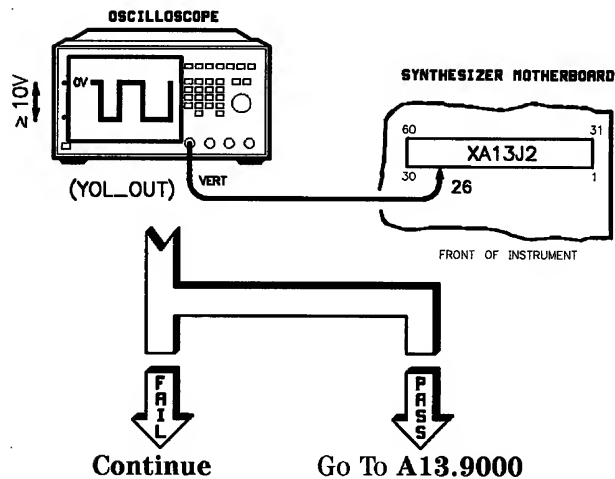 OSCILLOSCOPE
0V
≥ 10V
SYNTHESIZER MOTHERBOARD
60 31
XA13J2
30 1
26
(YOL_OUT)
VERT
FRONT OF INSTRUMENT
FAIL
PASS
Continue
Go To A13.9000